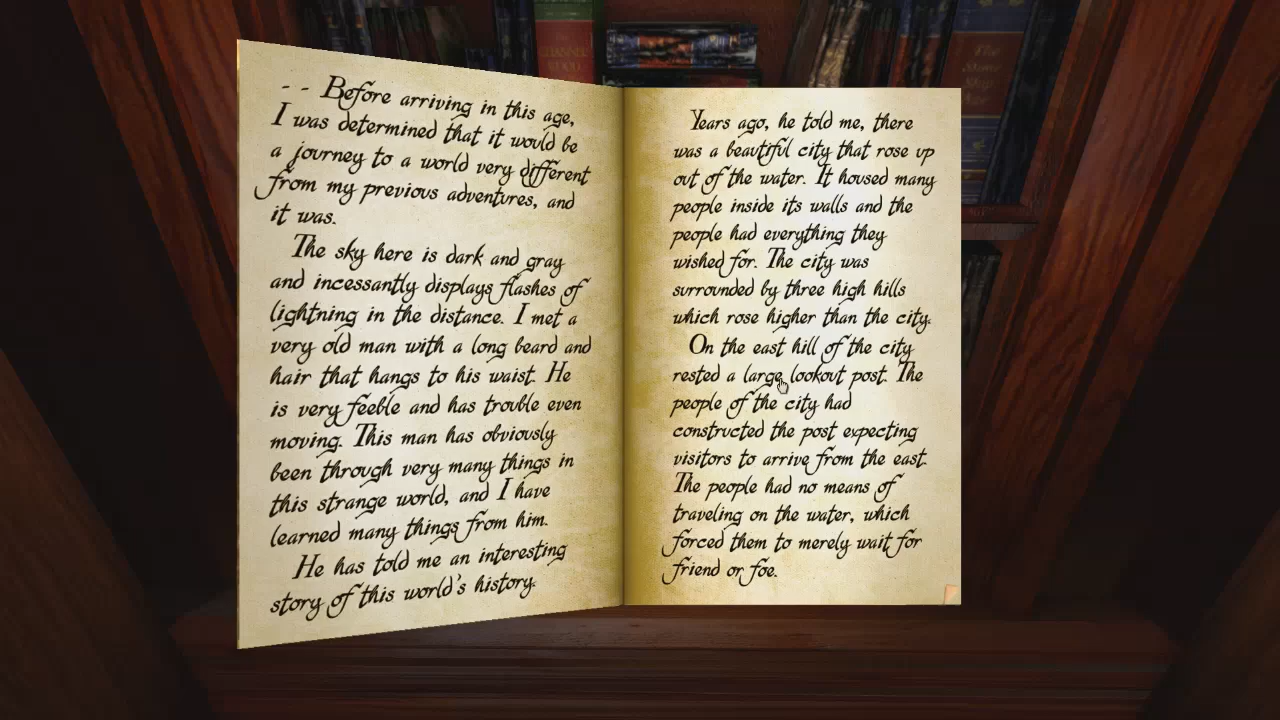 - - Before arriving in this age,
I was determined that it would be
a journey to a world very different
from my previous adventures, and
it was.
The sky here is dark and gray
and incessantly displays flashes of
lightning in the distance. I met a
very old man with a long beard and
hair that hangs to his waist. He
is very feeble and has trouble even
moving. This man has obviously
been through very many things in
this strange world, and I have
learned many things from him.
He has told me an interesting
story of this world's history.
Years ago, he told me, there
was a beautiful city that rose up
out of the water. It housed many
people inside its walls and the
people had everything they
wished for. The city was
surrounded by three high hills
which rose higher than the city.
On the east hill of the city
rested a large lookout post. The
people of the city had
constructed the post expecting
visitors to arrive from the east.
The people had no means of
traveling on the water, which
forced them to merely wait for
friend or foe.